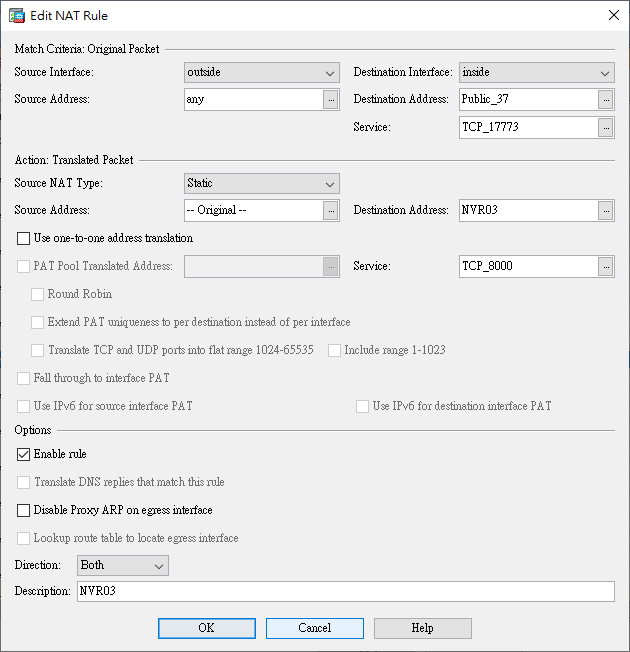 Edit NAT Rule
Match Criteria: Original Packet
Source Interface: outside Destination Interface: inside
Source Address: any ... Destination Address: Public_37 ...
Service: TCP_17773 ...
Action: Translated Packet
Source NAT Type: Static
Source Address: -- Original -- ... Destination Address: NVR03 ...
Use one-to-one address translation
PAT Pool Translated Address: ... Service: TCP_8000 ...
Round Robin
Extend PAT uniqueness to per destination instead of per interface
Translate TCP and UDP ports into flat range 1024-65535 Include range 1-1023
Fall through to interface PAT
Use IPv6 for source interface PAT Use IPv6 for destination interface PAT
Options
Enable rule
Translate DNS replies that match this rule
Disable Proxy ARP on egress interface
Lookup route table to locate egress interface
Direction: Both
Description: NVR03
OK Cancel Help